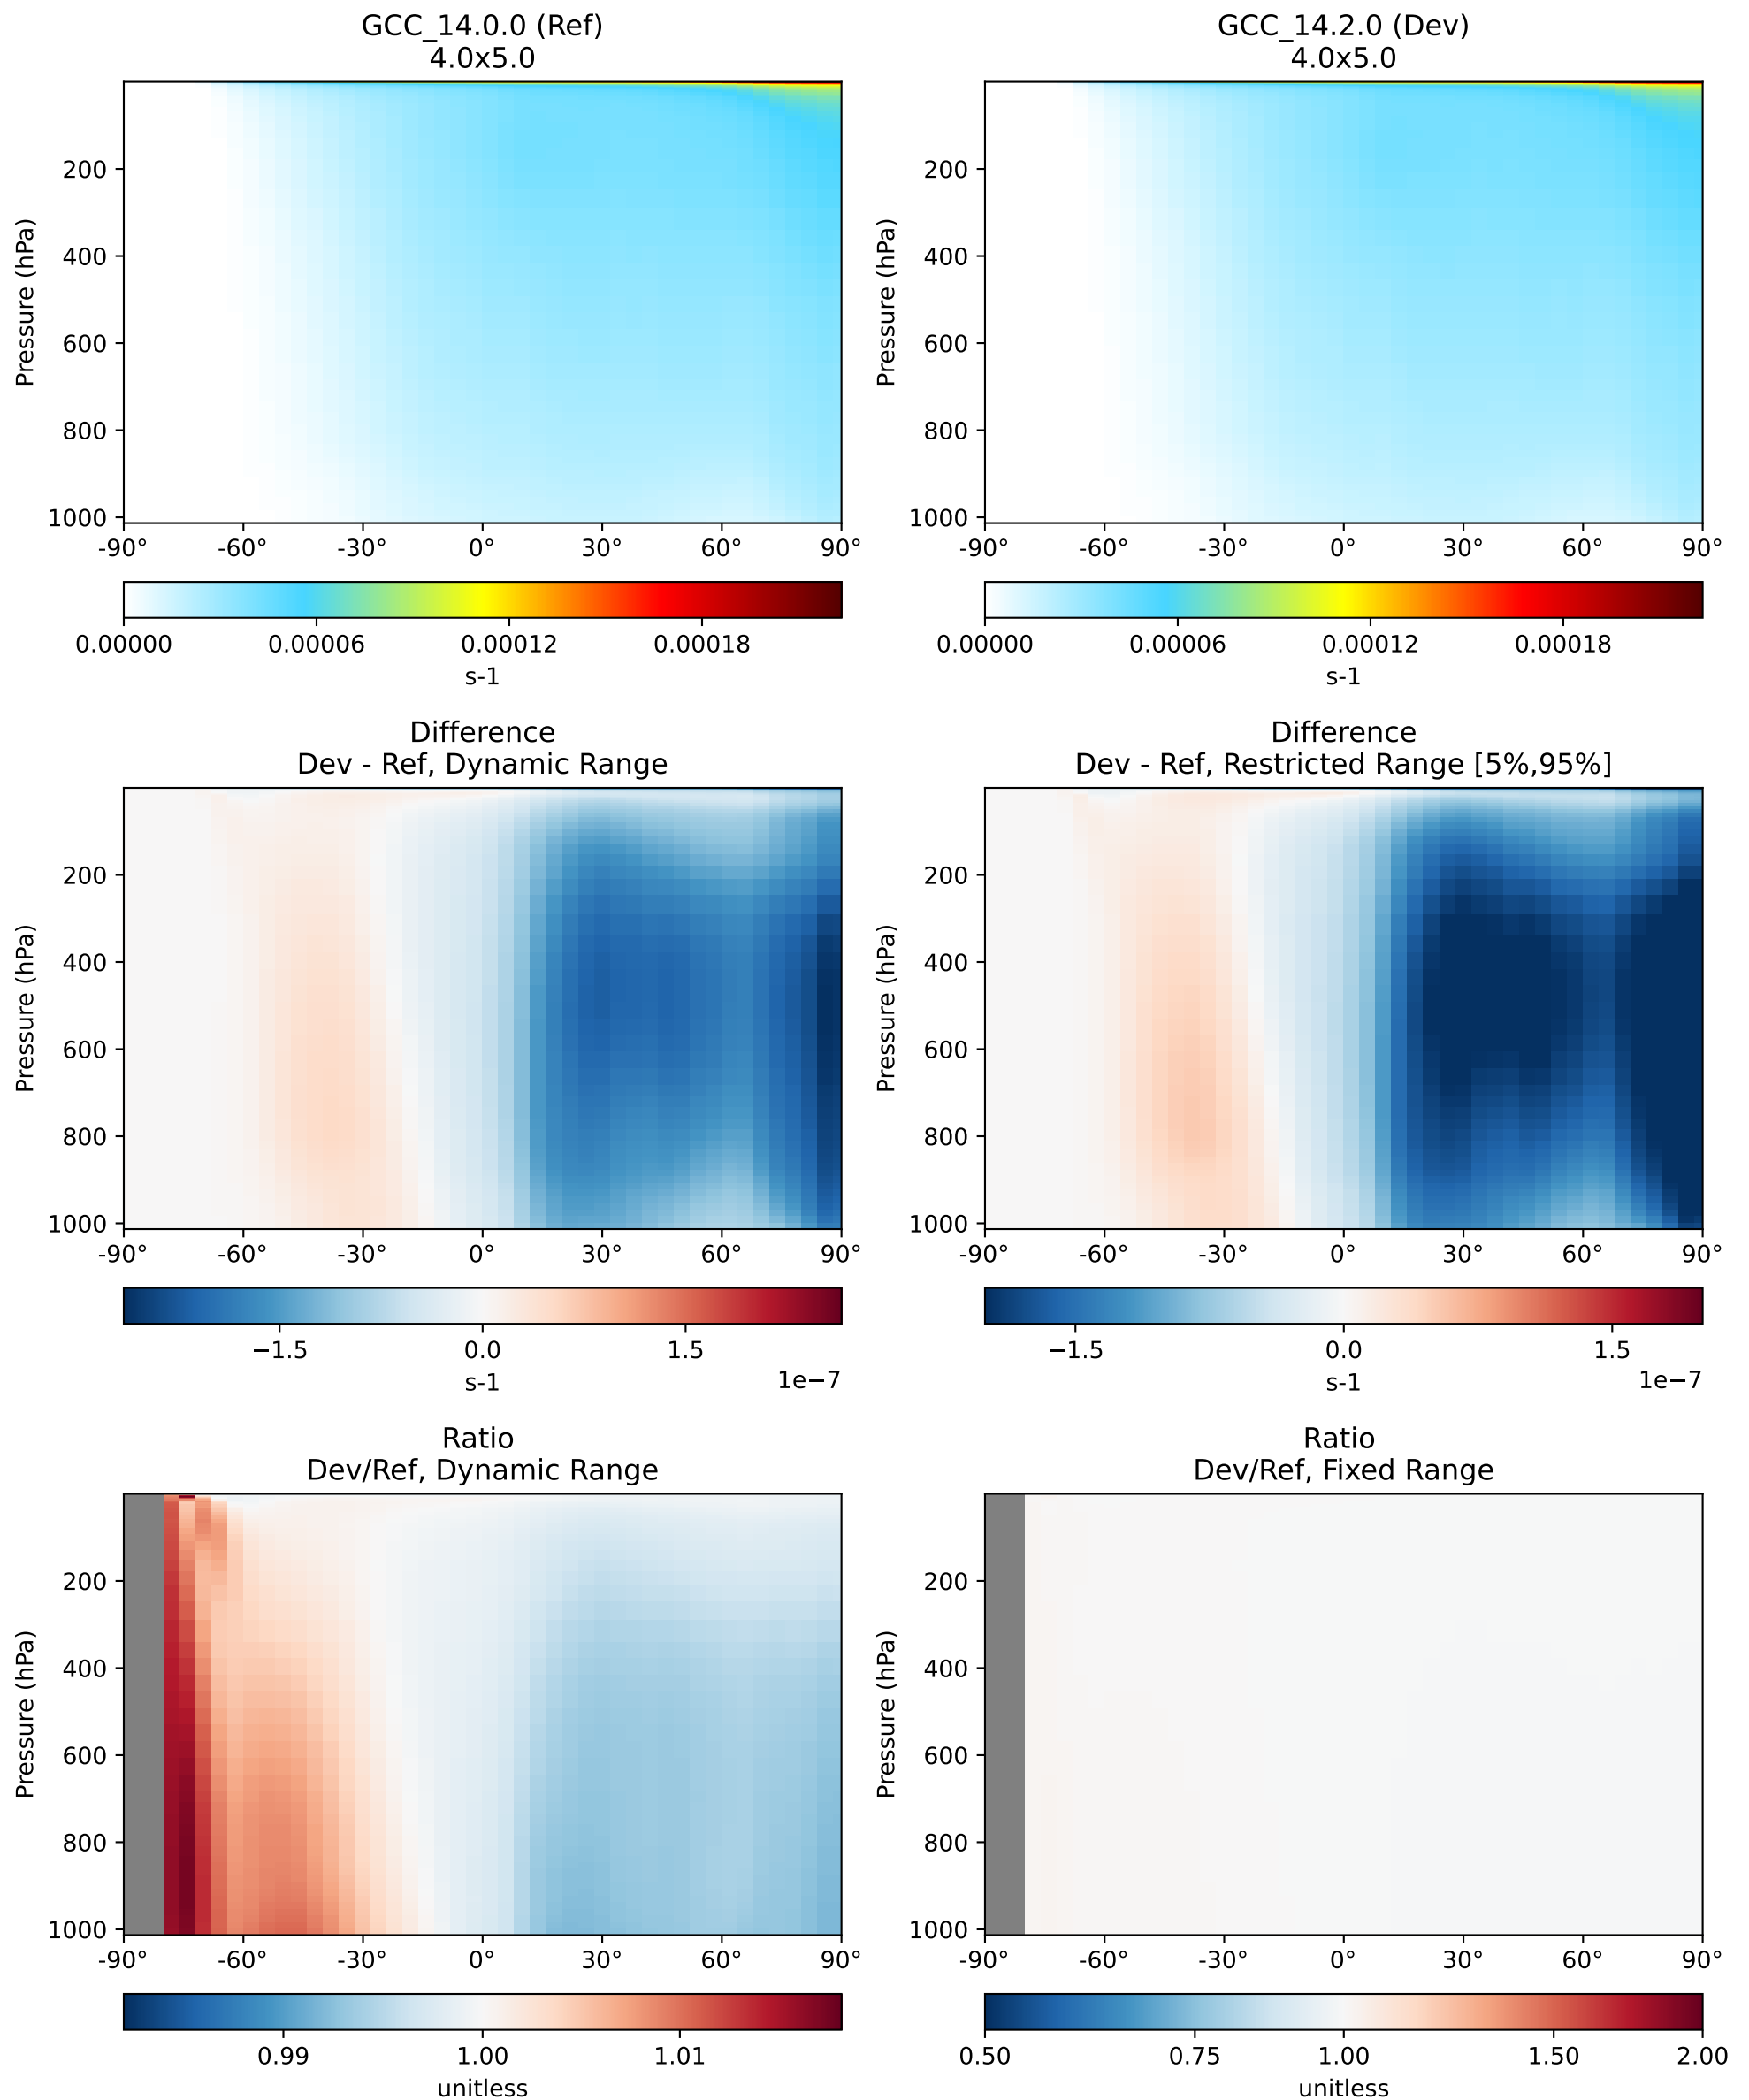 GCC_14.0.0 (Ref)
4.0x5.0
Pressure (hPa)
200
400
600
800
1000
-90° -60° -30° 0° 30° 60° 90°
0.00000 0.00006 0.00012 0.00018
s-1
GCC_14.2.0 (Dev)
4.0x5.0
Pressure (hPa)
200
400
600
800
1000
-90° -60° -30° 0° 30° 60° 90°
0.00000 0.00006 0.00012 0.00018
s-1
Difference
Dev - Ref, Dynamic Range
Pressure (hPa)
200
400
600
800
1000
-90° -60° -30° 0° 30° 60° 90°
−1.5 0.0 1.5
s-1 1e−7
Difference
Dev - Ref, Restricted Range [5%,95%]
Pressure (hPa)
200
400
600
800
1000
-90° -60° -30° 0° 30° 60° 90°
−1.5 0.0 1.5
s-1 1e−7
Ratio
Dev/Ref, Dynamic Range
Pressure (hPa)
200
400
600
800
1000
-90° -60° -30° 0° 30° 60° 90°
0.99 1.00 1.01
unitless
Ratio
Dev/Ref, Fixed Range
Pressure (hPa)
200
400
600
800
1000
-90° -60° -30° 0° 30° 60° 90°
0.50 0.75 1.00 1.50 2.00
unitless